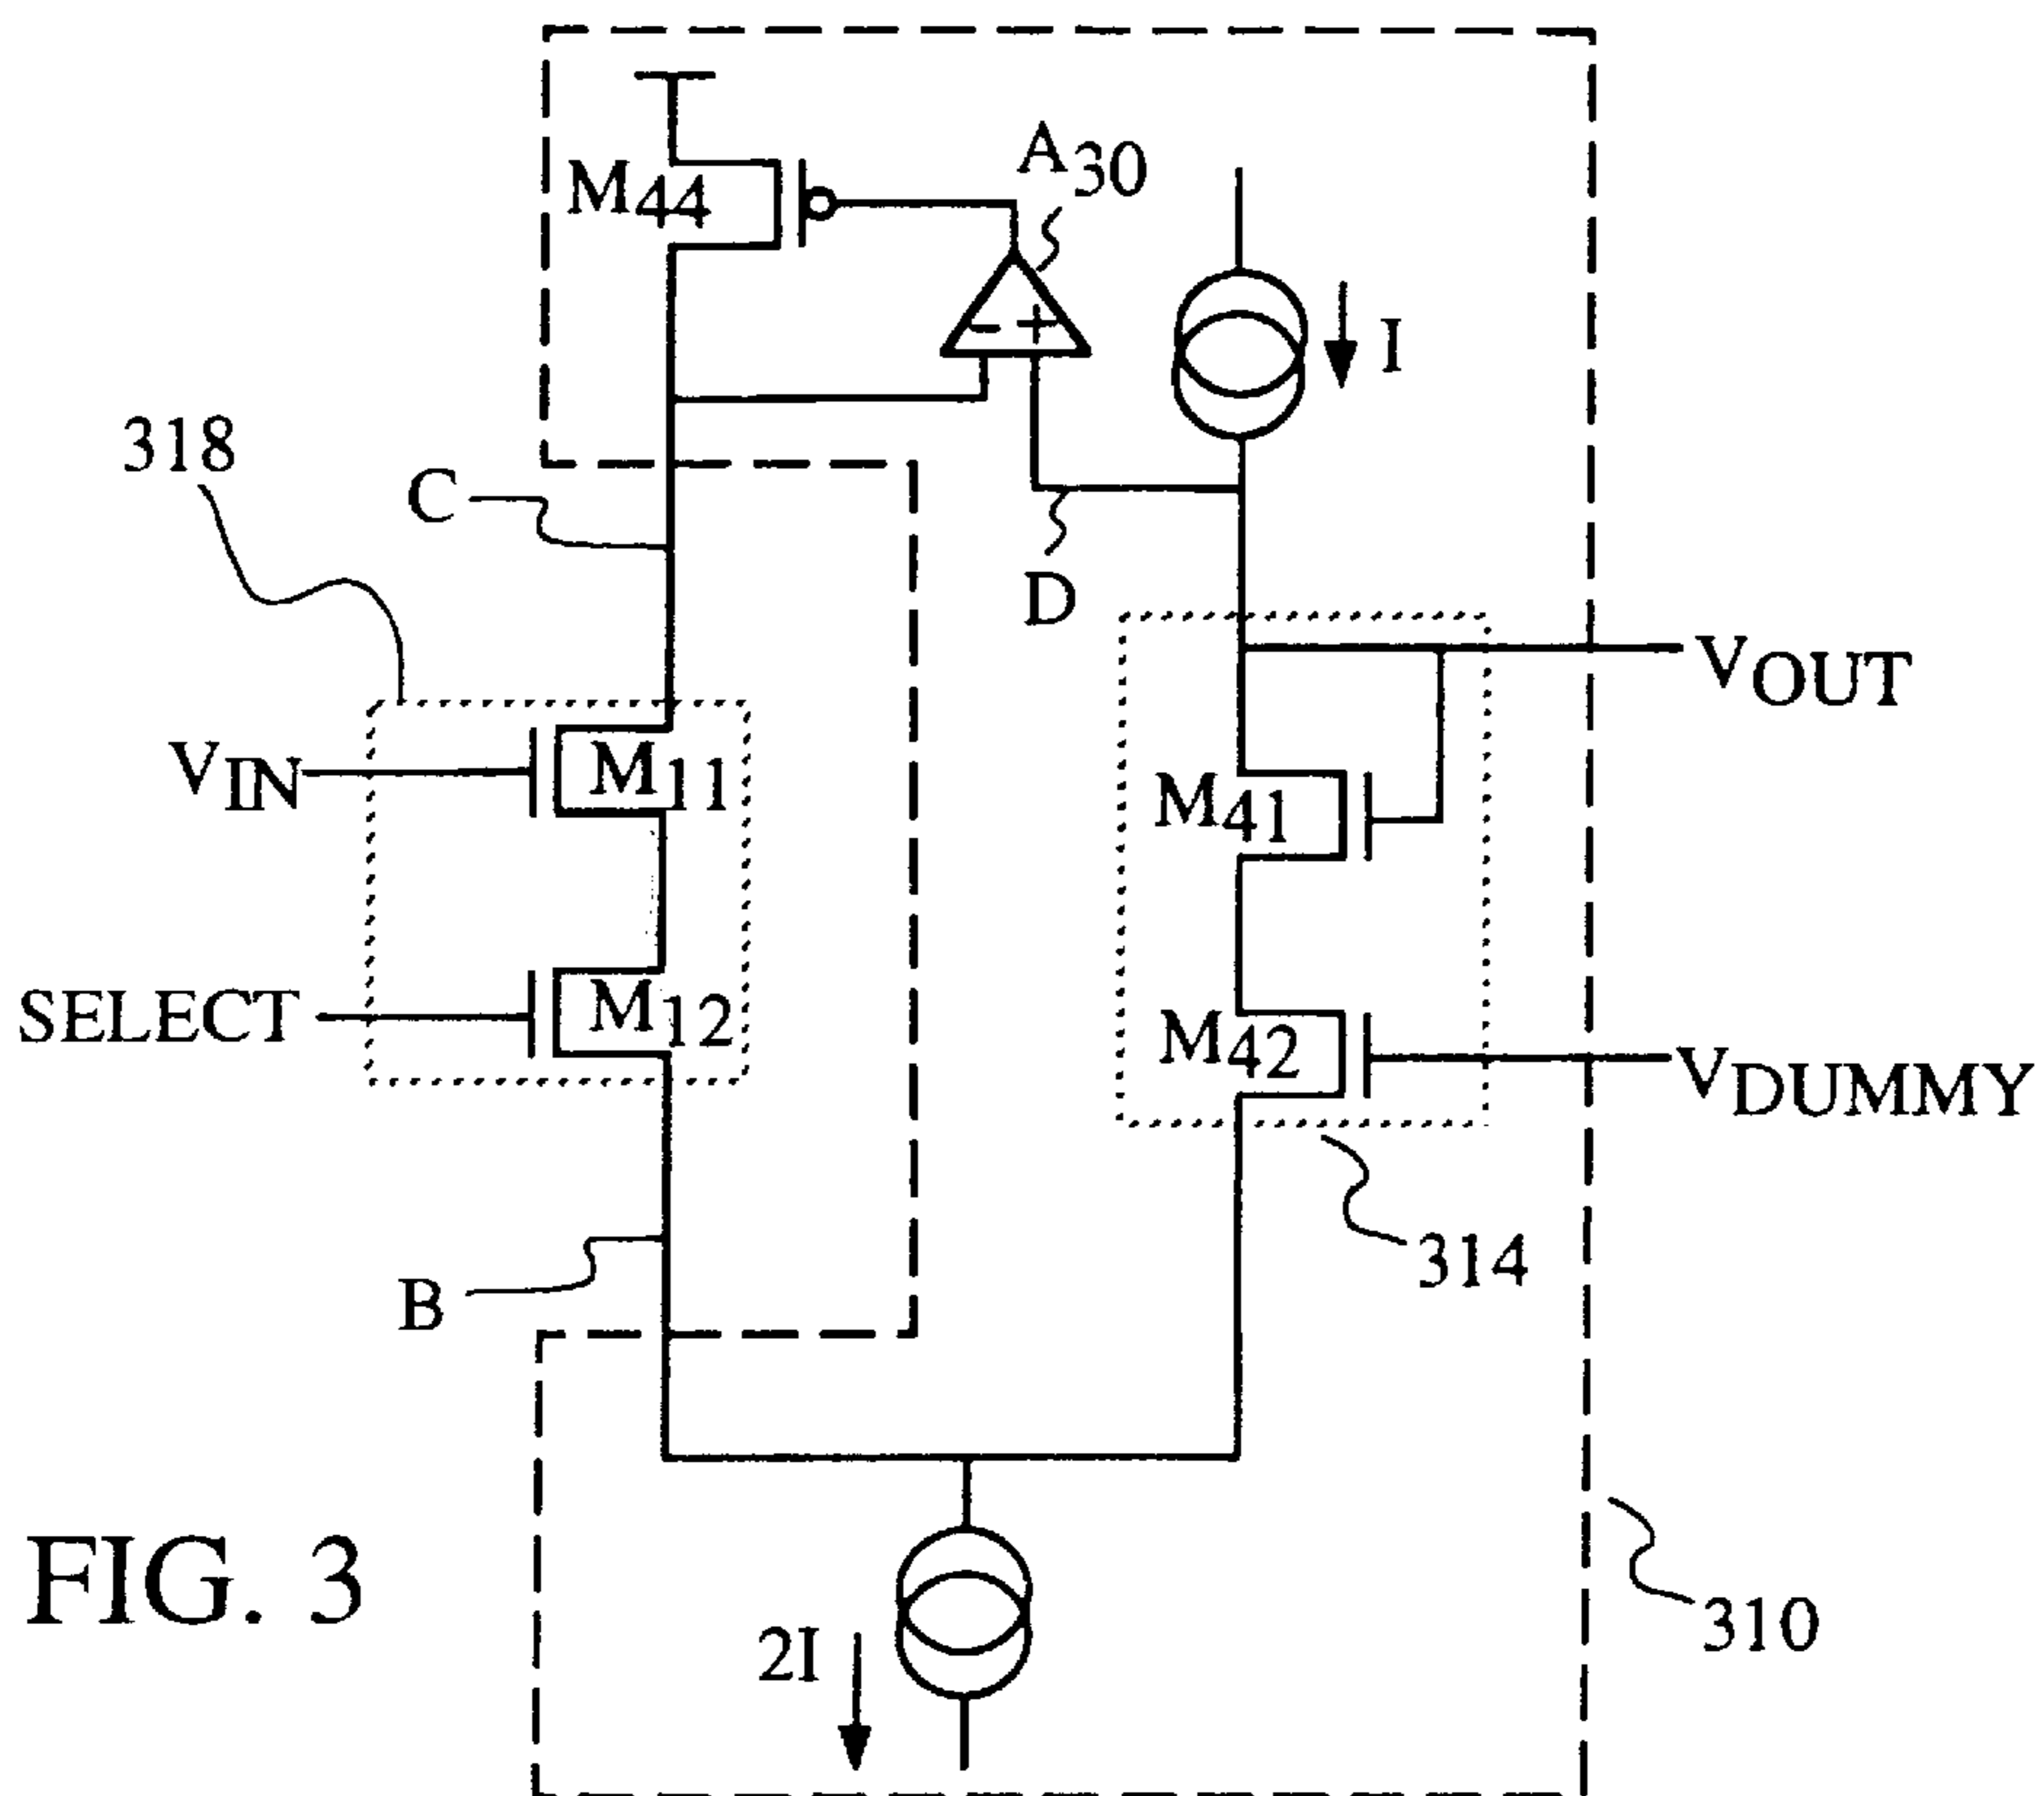 M44
A30
- +
I
318
C
D
VOUT
VIN
M11
M41
SELECT
M12
M42
VDUMMY
314
B
FIG. 3
2I
310